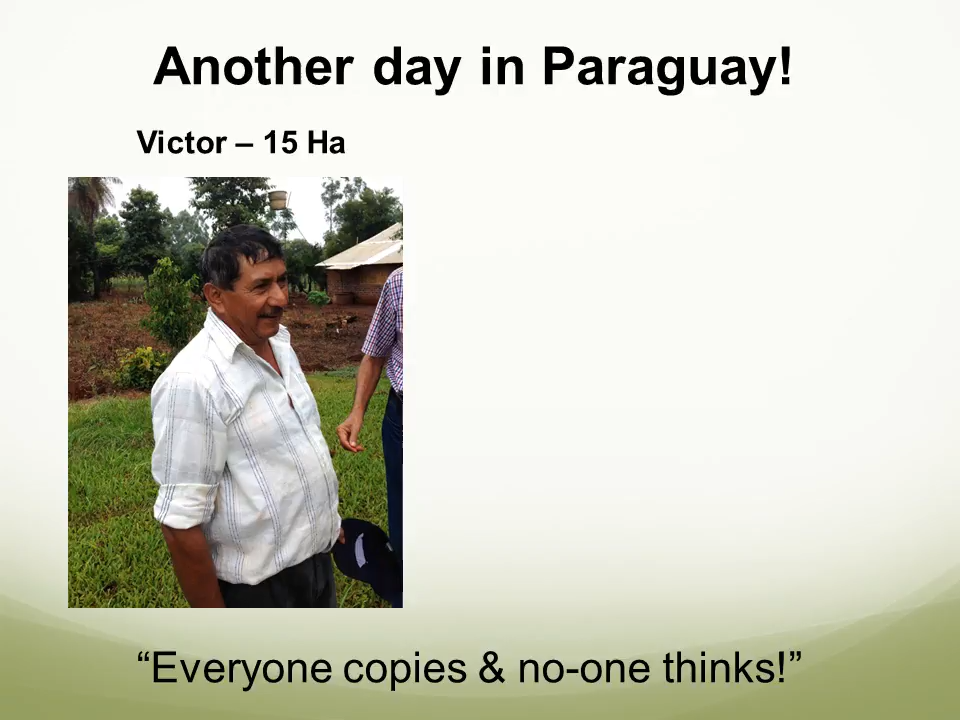 Another day in Paraguay!
Victor – 15 Ha
“Everyone copies & no-one thinks!”